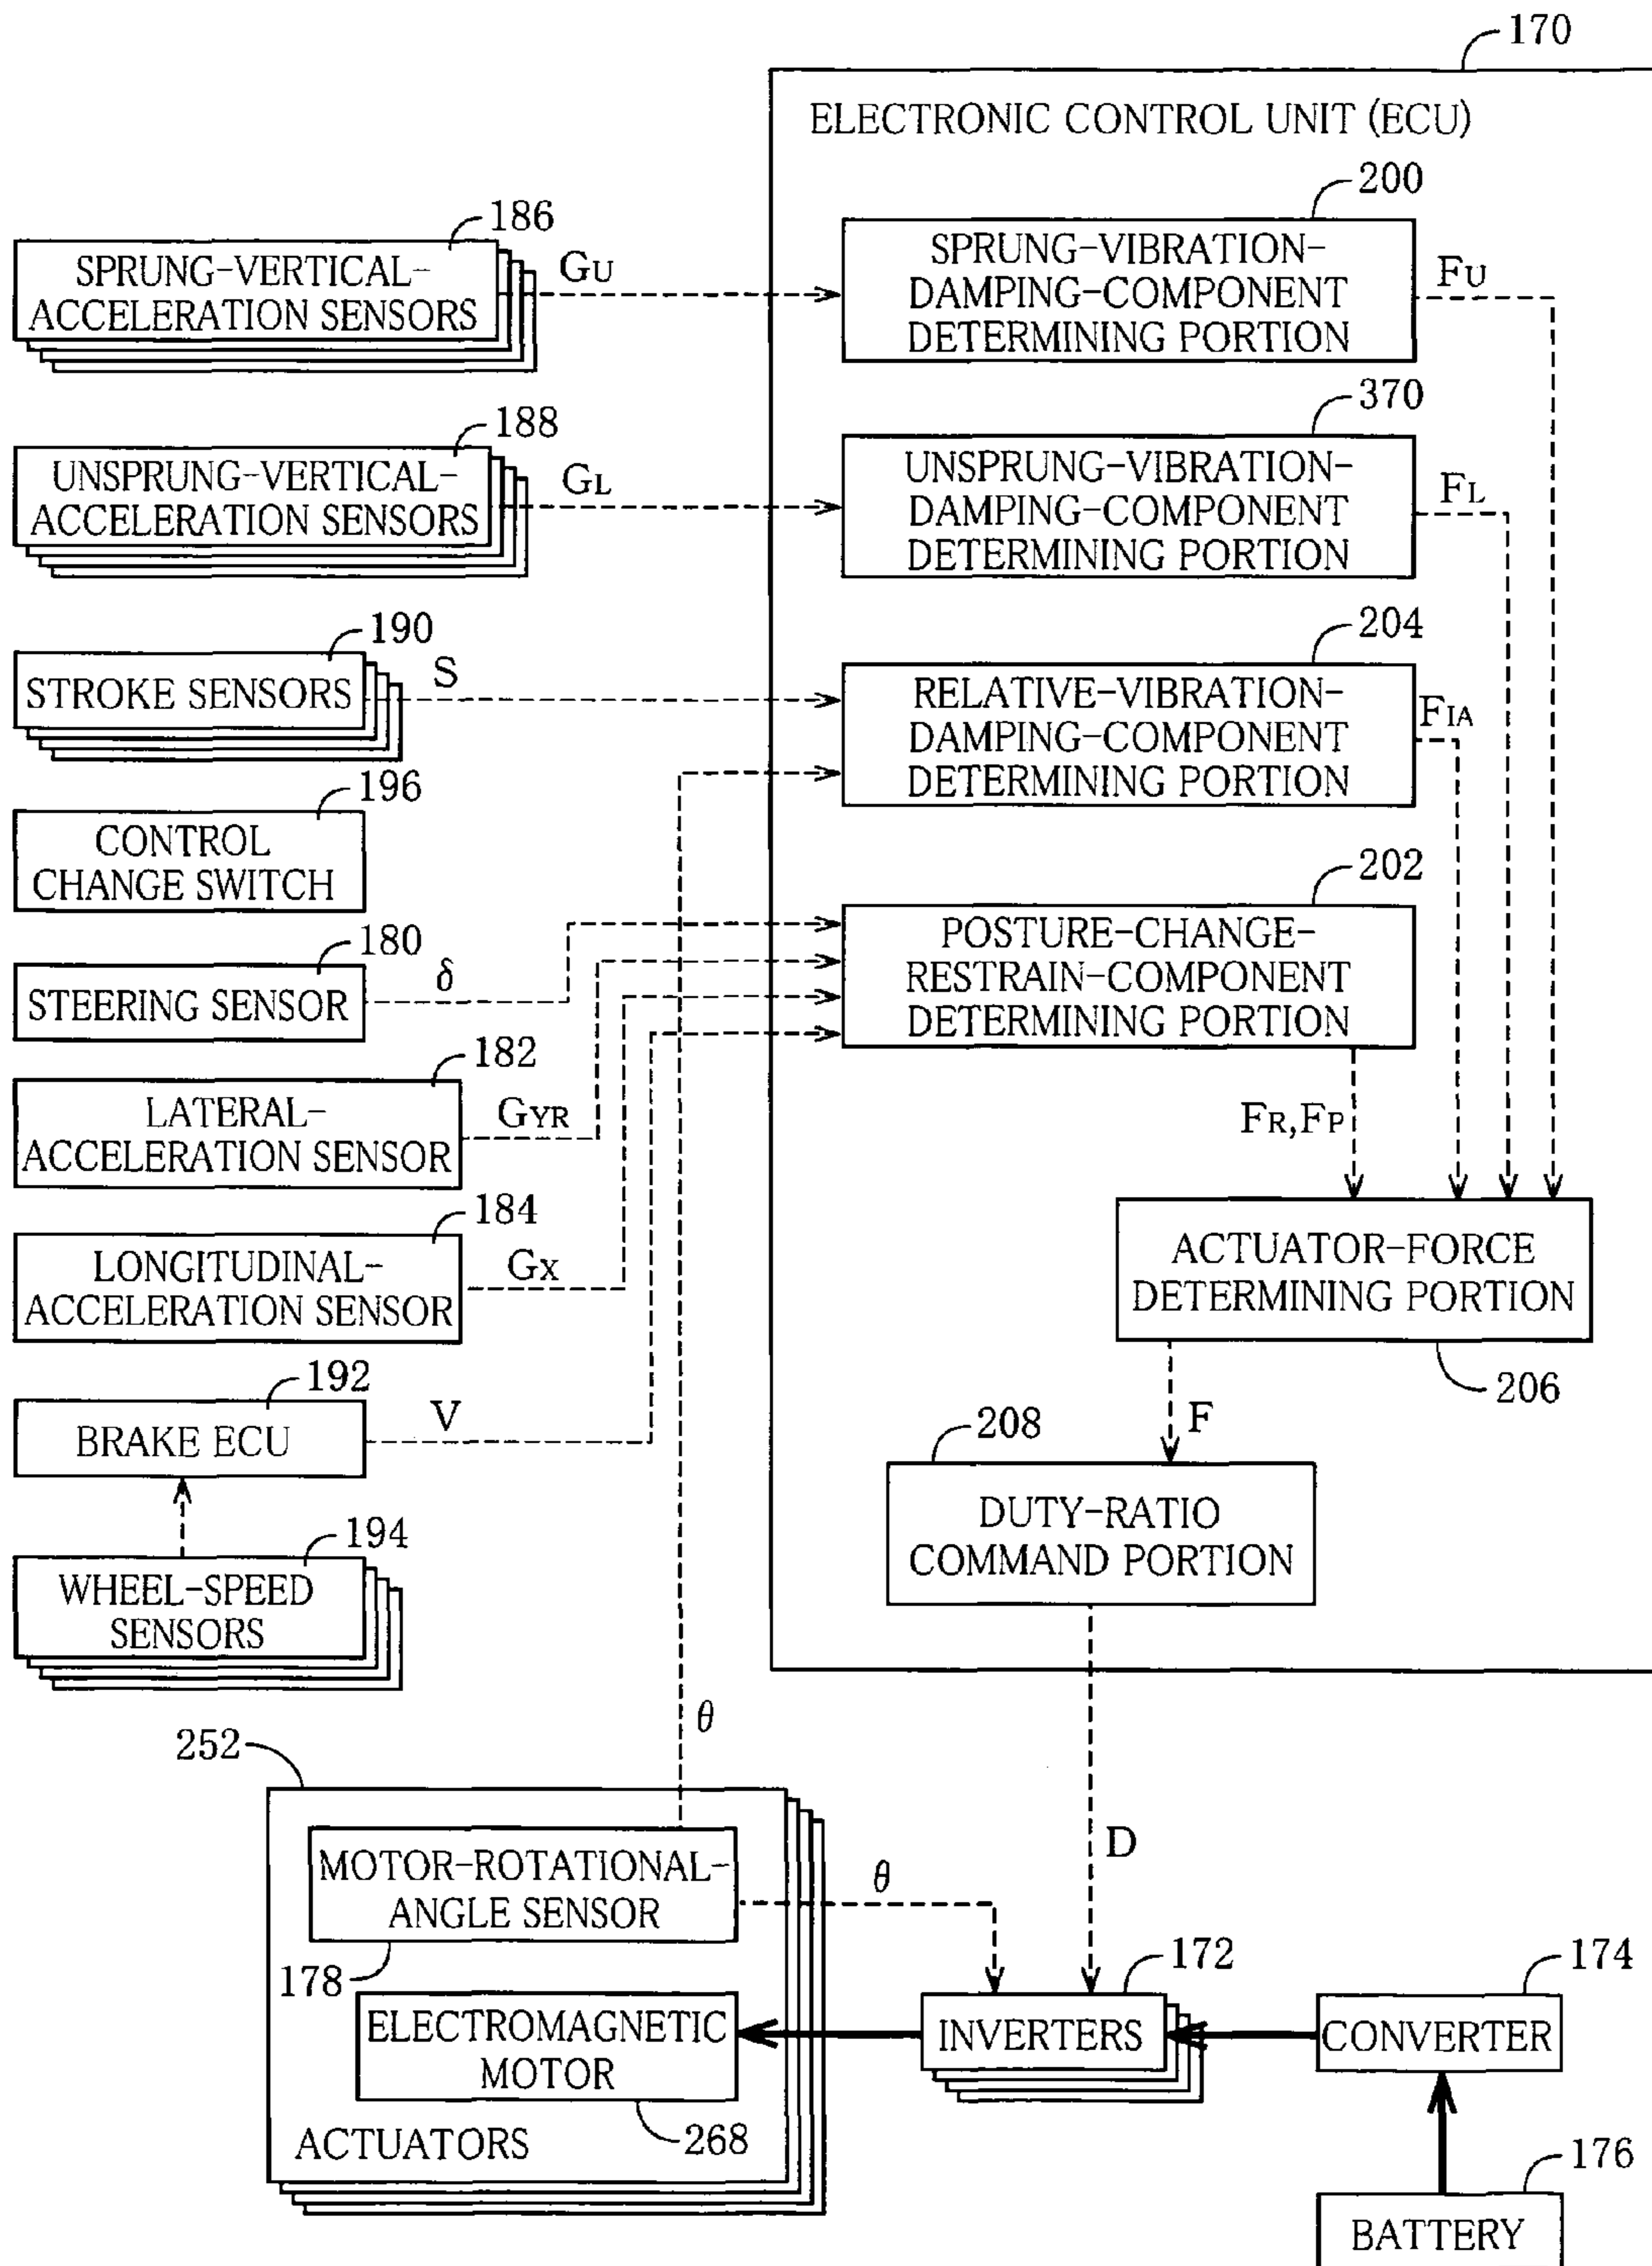 170
ELECTRONIC CONTROL UNIT (ECU)
200
SPRUNG-VIBRATION-
DAMPING-COMPONENT
DETERMINING PORTION
FU
186
SPRUNG-VERTICAL-
ACCELERATION SENSORS
GU
370
UNSPRUNG-VIBRATION-
DAMPING-COMPONENT
DETERMINING PORTION
FL
188
UNSPRUNG-VERTICAL-
ACCELERATION SENSORS
GL
190
STROKE SENSORS
S
204
RELATIVE-VIBRATION-
DAMPING-COMPONENT
DETERMINING PORTION
FIA
196
CONTROL
CHANGE SWITCH
202
POSTURE-CHANGE-
RESTRAIN-COMPONENT
DETERMINING PORTION
FR,FP
180
STEERING SENSOR
δ
182
LATERAL-
ACCELERATION SENSOR
GYR
184
LONGITUDINAL-
ACCELERATION SENSOR
GX
ACTUATOR-FORCE
DETERMINING PORTION
206
192
BRAKE ECU
V
F
208
DUTY-RATIO
COMMAND PORTION
194
WHEEL-SPEED
SENSORS
θ
252
MOTOR-ROTATIONAL-
ANGLE SENSOR
178
θ
D
172
INVERTERS
174
CONVERTER
ELECTROMAGNETIC
MOTOR
268
ACTUATORS
176
BATTERY